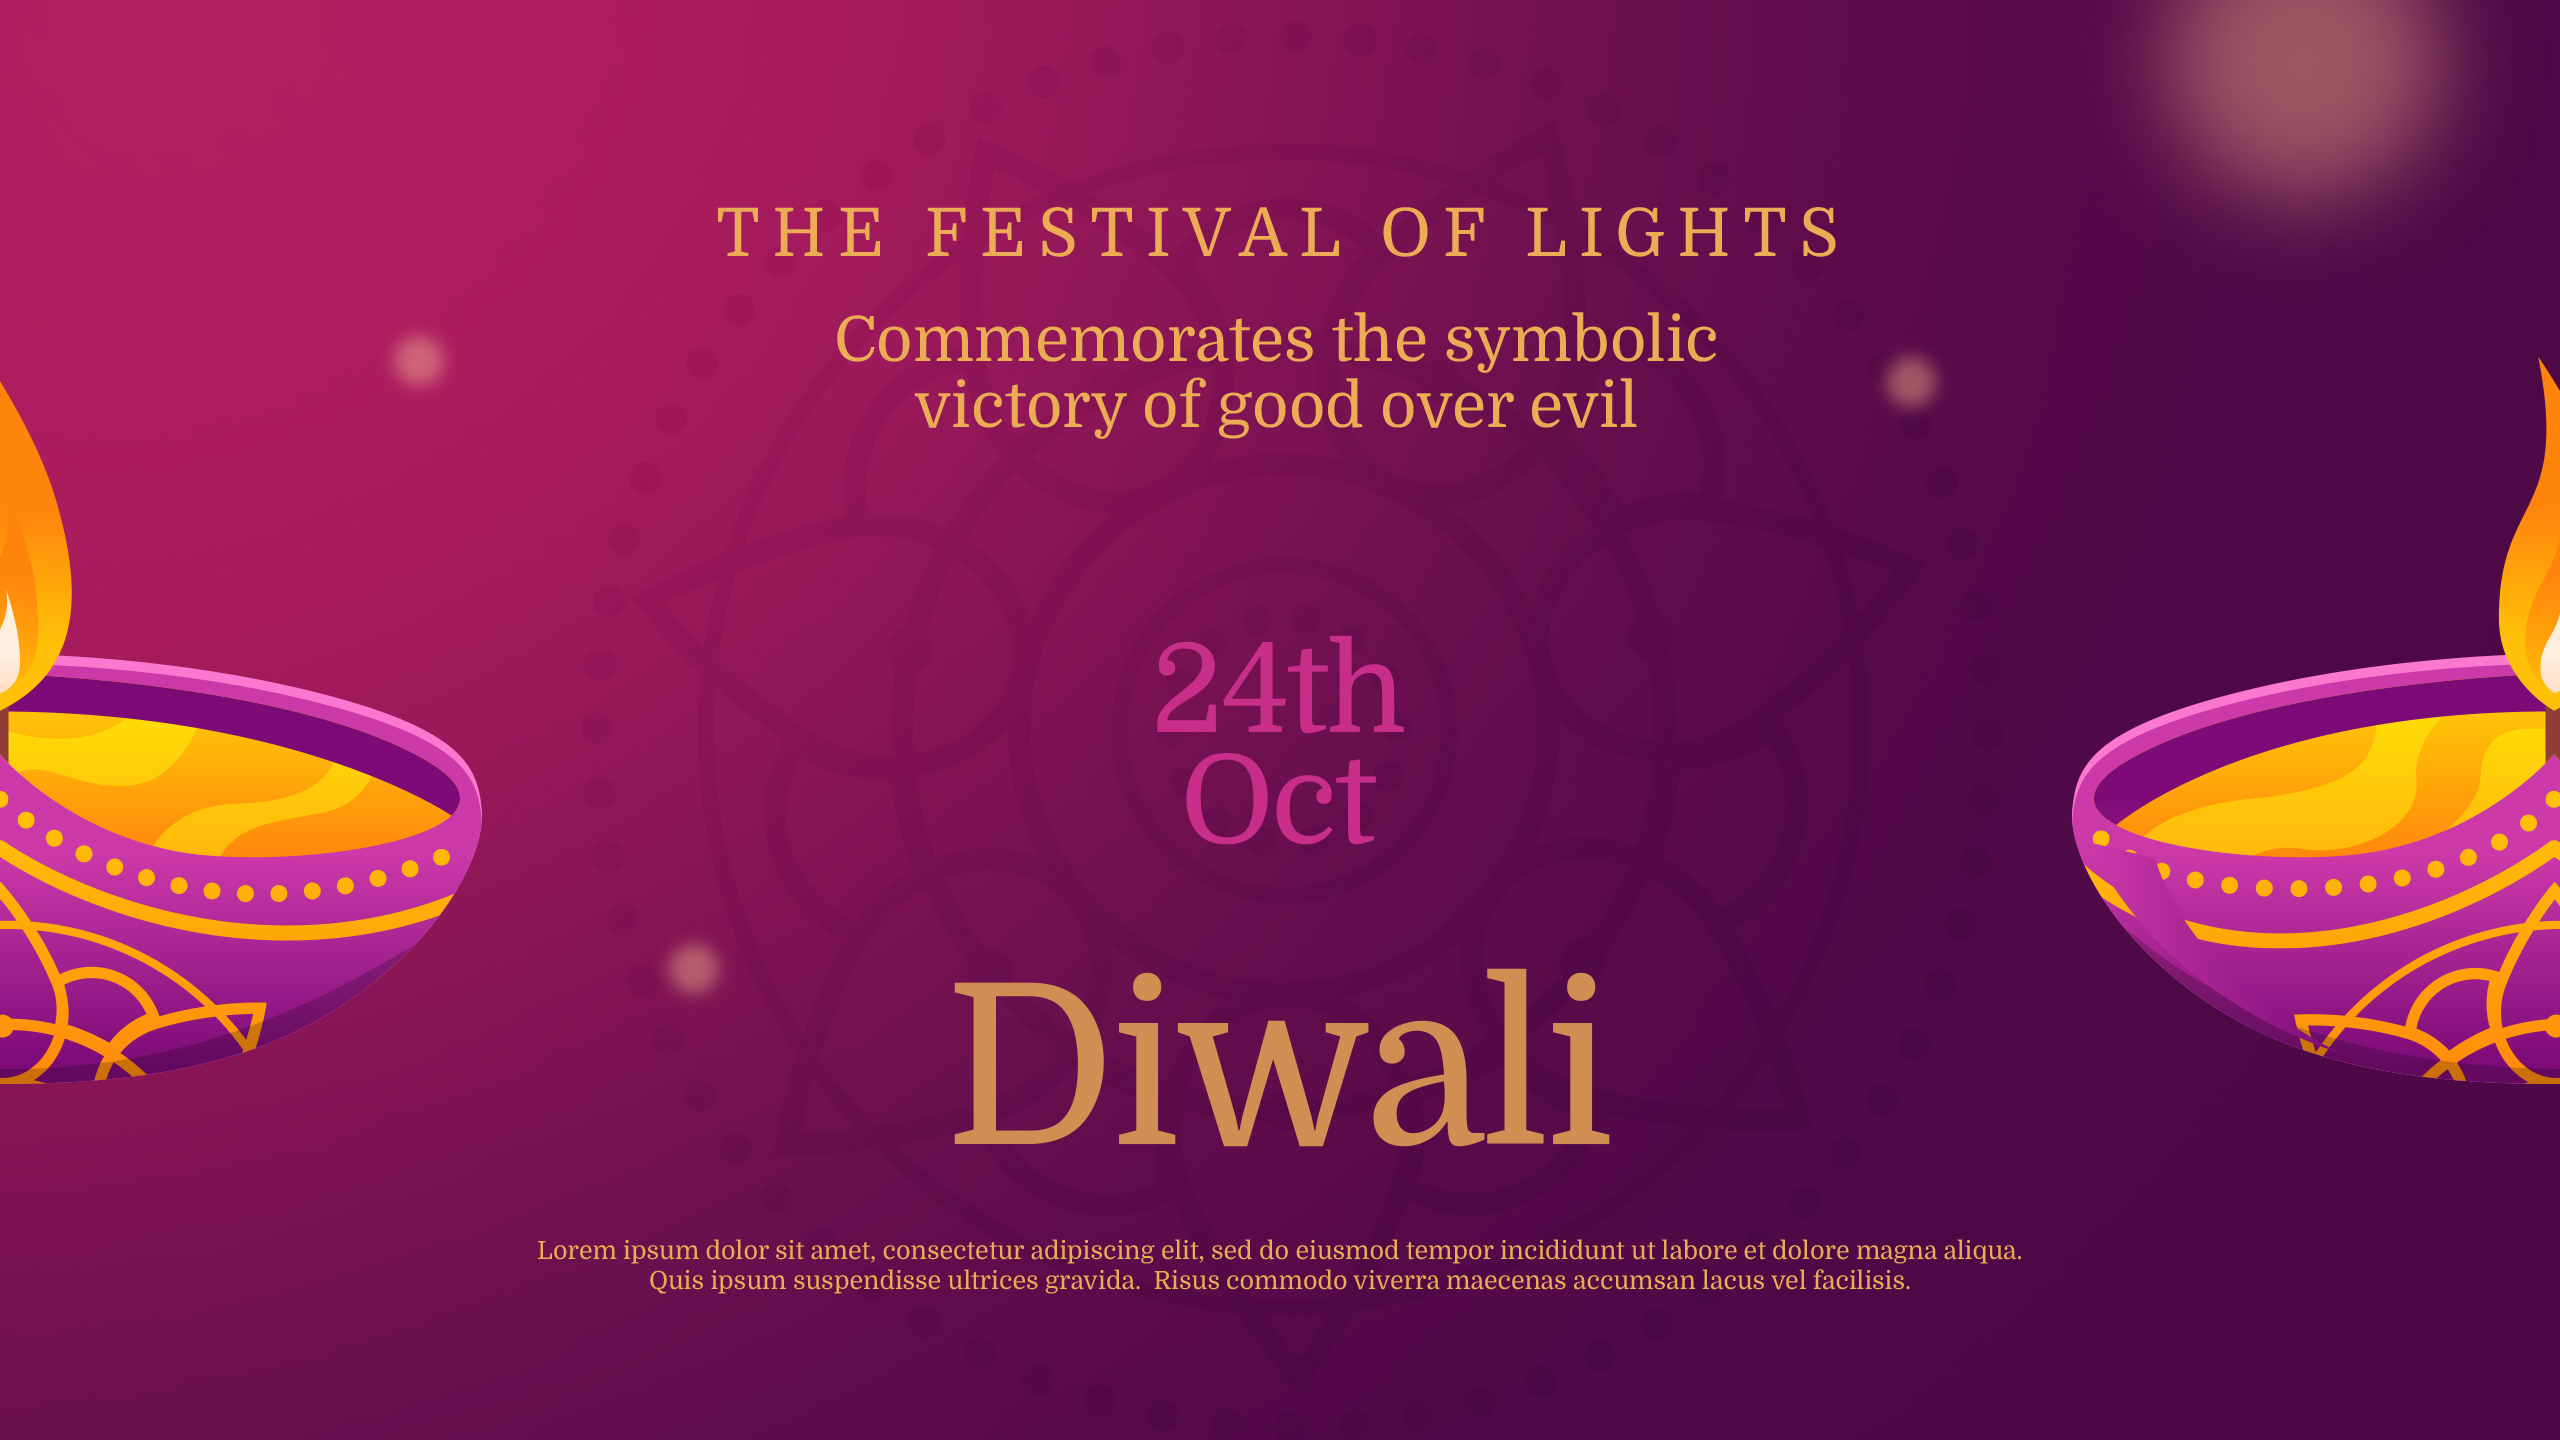 THE FESTIVAL OF LIGHTS
Commemorates the symbolic
victory of good over evil
24th
Oct
Diwali
Lorem ipsum dolor sit amet, consectetur adipiscing elit, sed do eiusmod tempor incididunt ut labore et dolore magna aliqua.
Quis ipsum suspendisse ultrices gravida.  Risus commodo viverra maecenas accumsan lacus vel facilisis.